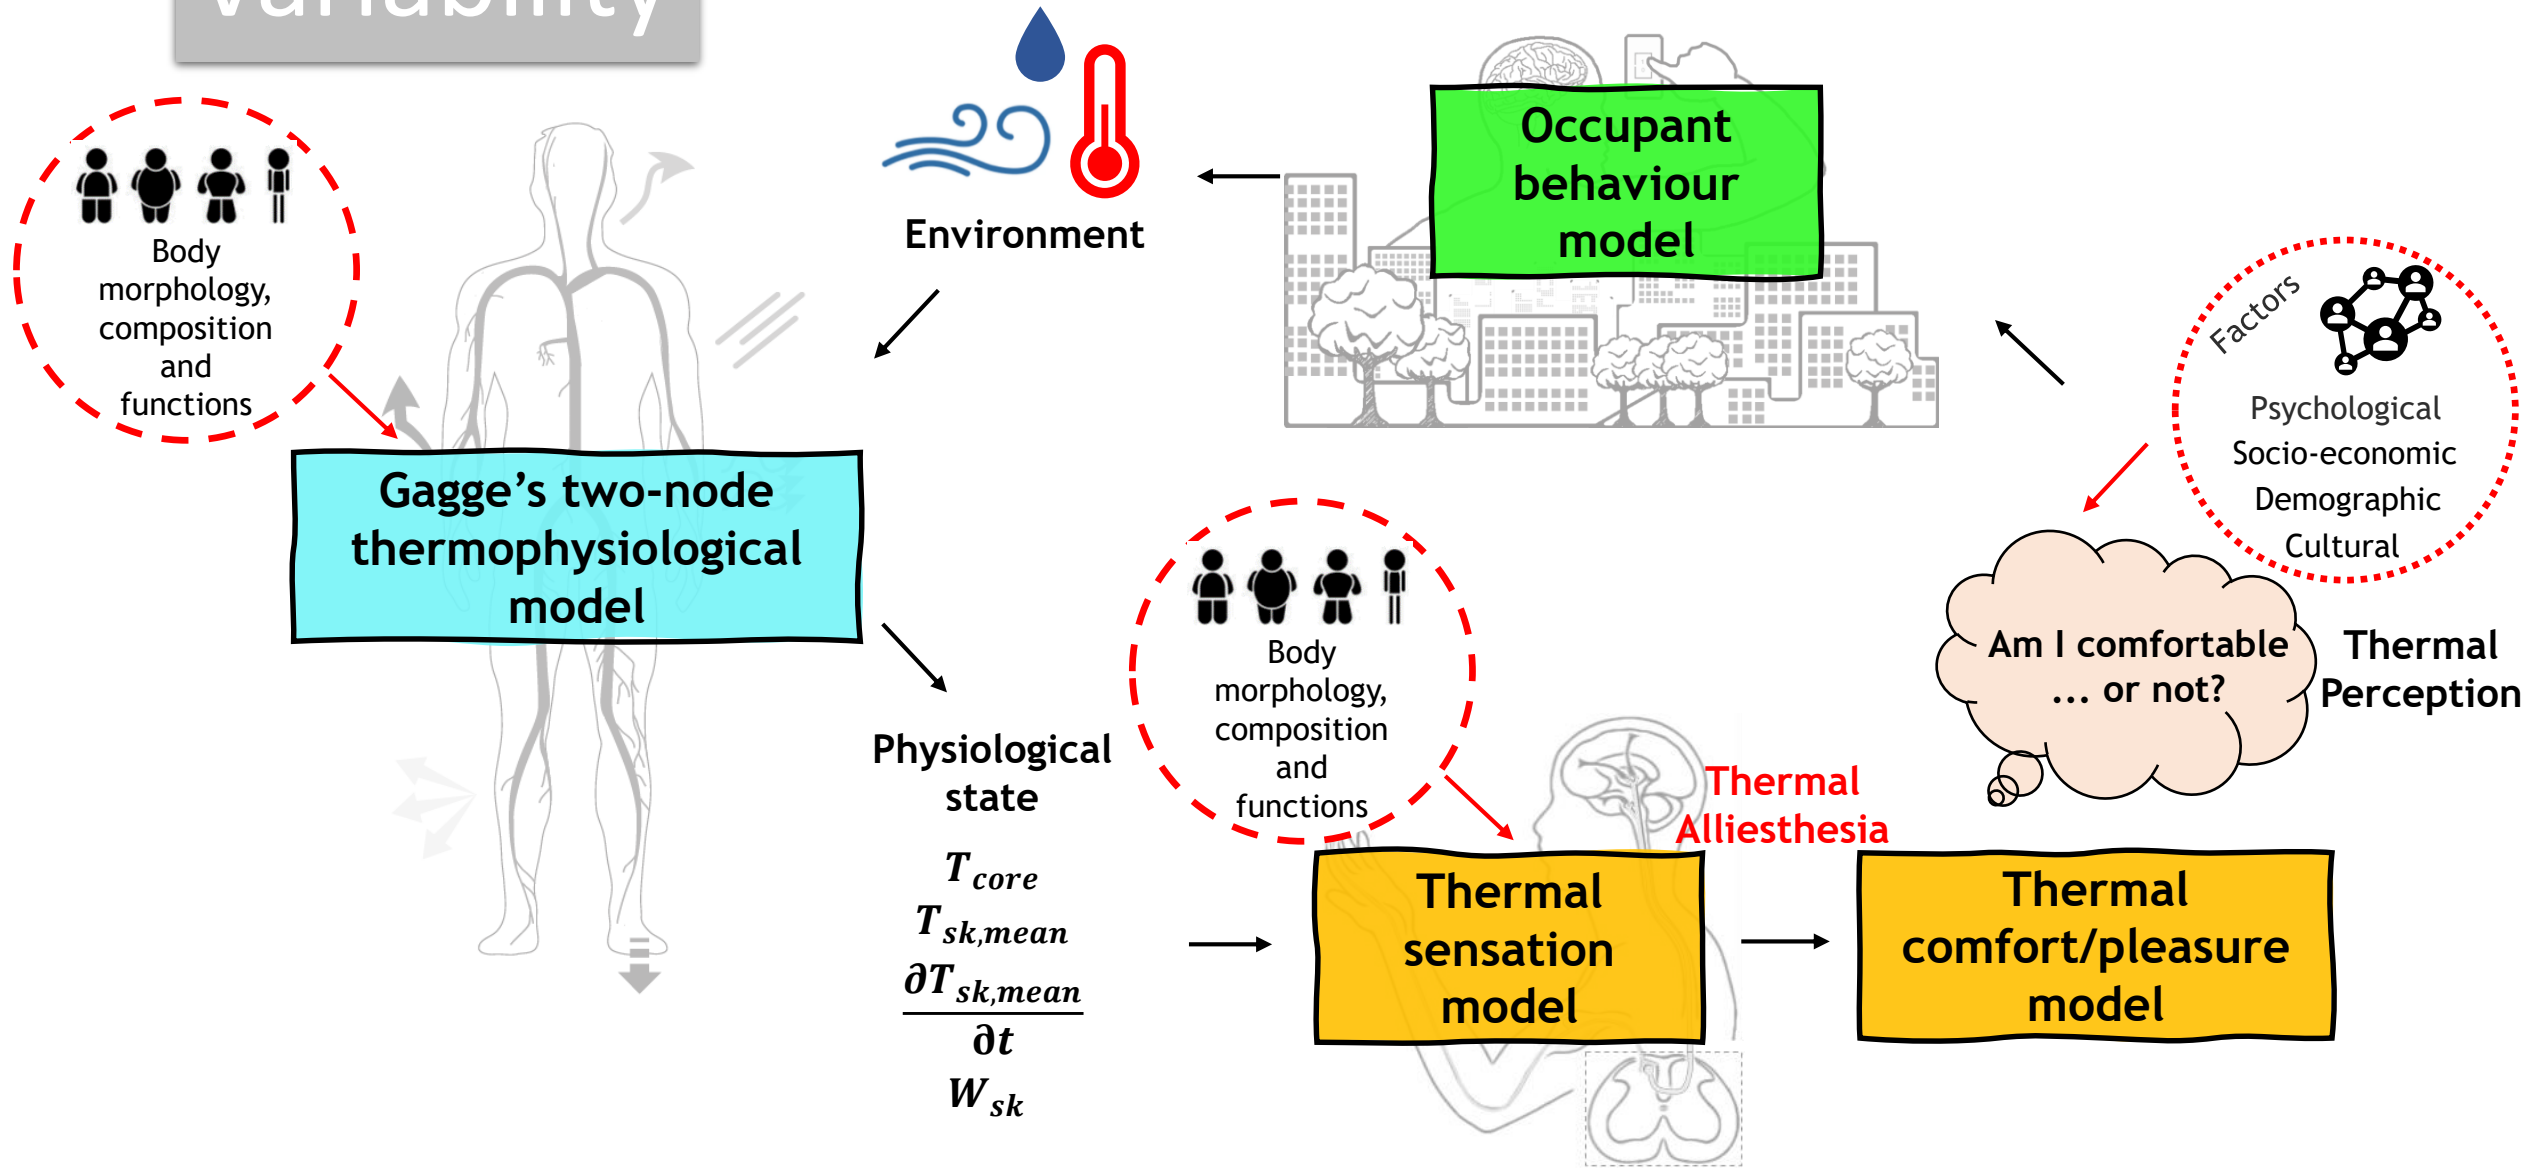 variability
Body
morphology,
composition
and
functions
Environment
Occupant
behaviour
model
Factors
Psychological
Socio-economic
Demographic
Cultural
Gagge’s two-node
thermophysiological
model
Body
morphology,
composition
and
functions
Am I comfortable
... or not?
Thermal
Perception
Physiological
state
T core
T sk,mean
∂T sk,mean
∂t
W sk
Thermal
Alliesthesia
Thermal
sensation
model
Thermal
comfort/pleasure
model